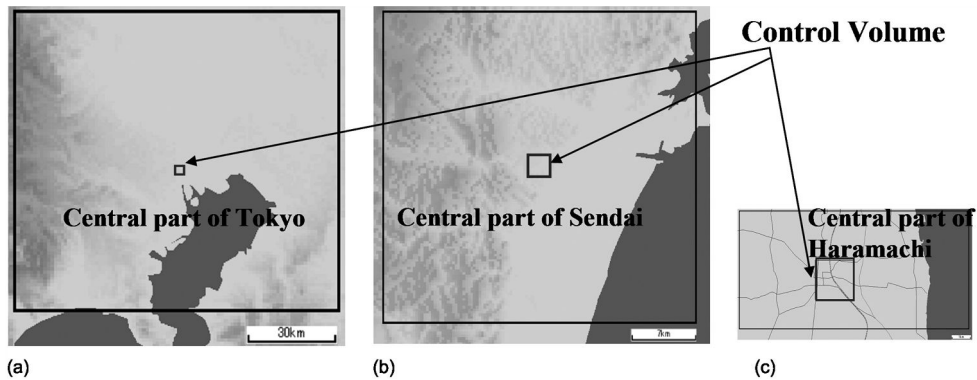 Control Volume
Central part of Tokyo
30km
(a)
Central part of Sendai
7km
(b)
Central part of
Haramachi
(c)